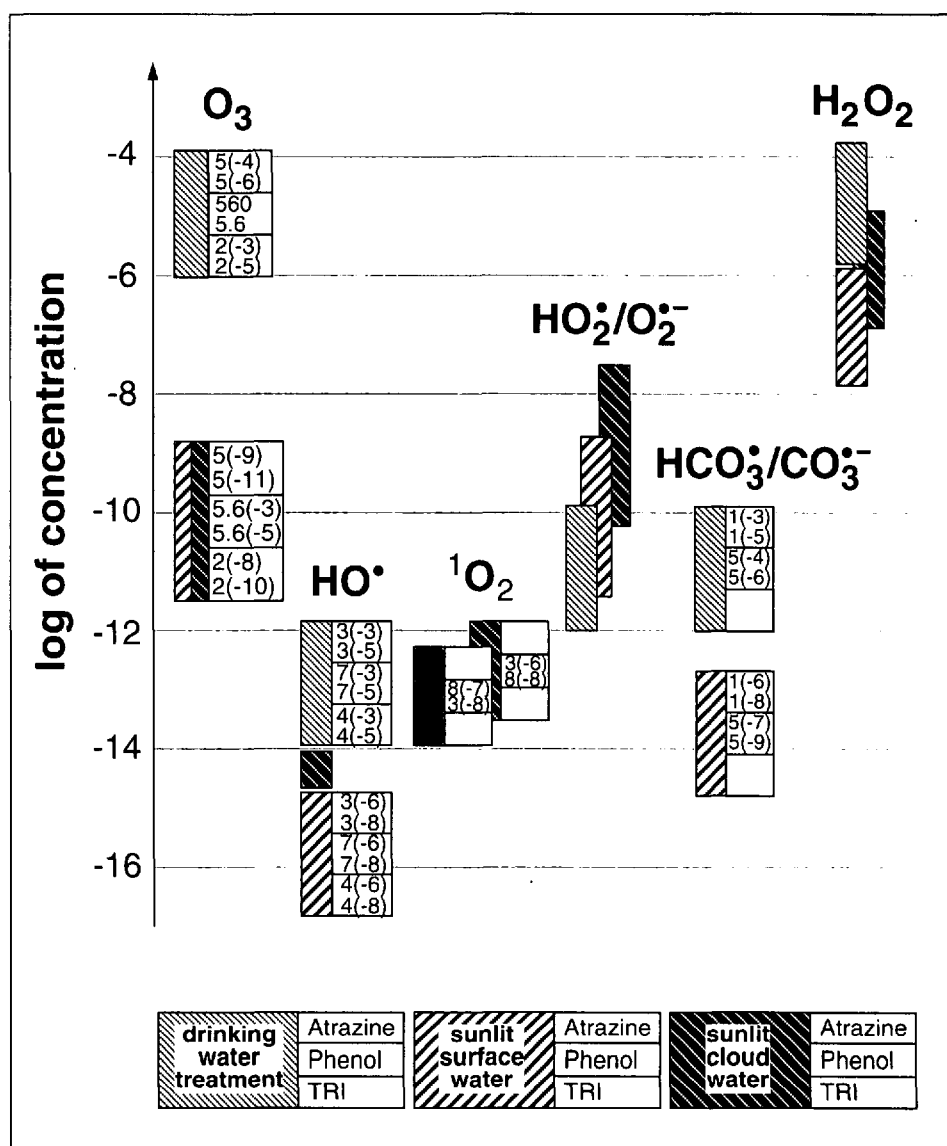 O3
H2O2
-4
5(-4)
5(-6)
560
5.6
2(-3)
2(-5)
-6
HO2•/O2•−
-8
HCO3•/CO3•−
5(-9)
5(-11)
5.6(-3)
5.6(-5)
2(-8)
2(-10)
-10
1(-3)
1(-5)
5(-4)
5(-6)
HO•
1O2
-12
3(-3)
3(-5)
7(-3)
7(-5)
4(-3)
4(-5)
8(-7)
3(-8)
3(-6)
8(-8)
1(-6)
1(-8)
5(-7)
5(-9)
-14
3(-6)
3(-8)
7(-6)
7(-8)
4(-6)
4(-8)
-16
log of concentration
drinking
water
treatment
Atrazine
Phenol
TRI
sunlit
surface
water
Atrazine
Phenol
TRI
sunlit
cloud
water
Atrazine
Phenol
TRI